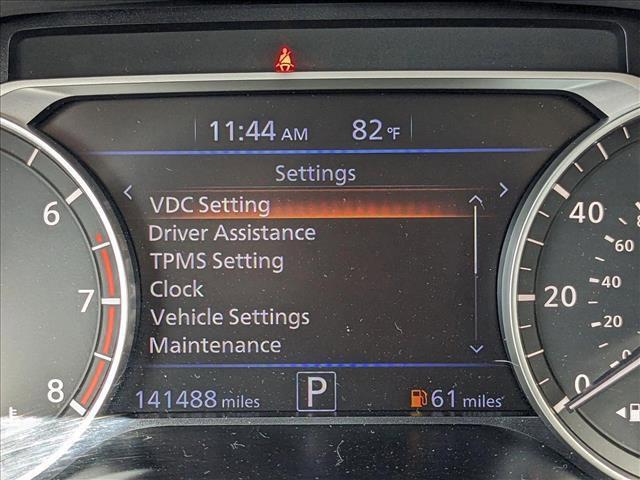 11:44 AM 82°F
Settings
VDC Setting
Driver Assistance
TPMS Setting
Clock
Vehicle Settings
Maintenance
141488 miles P 61 miles
6
7
8
40
20
0
60
40
20